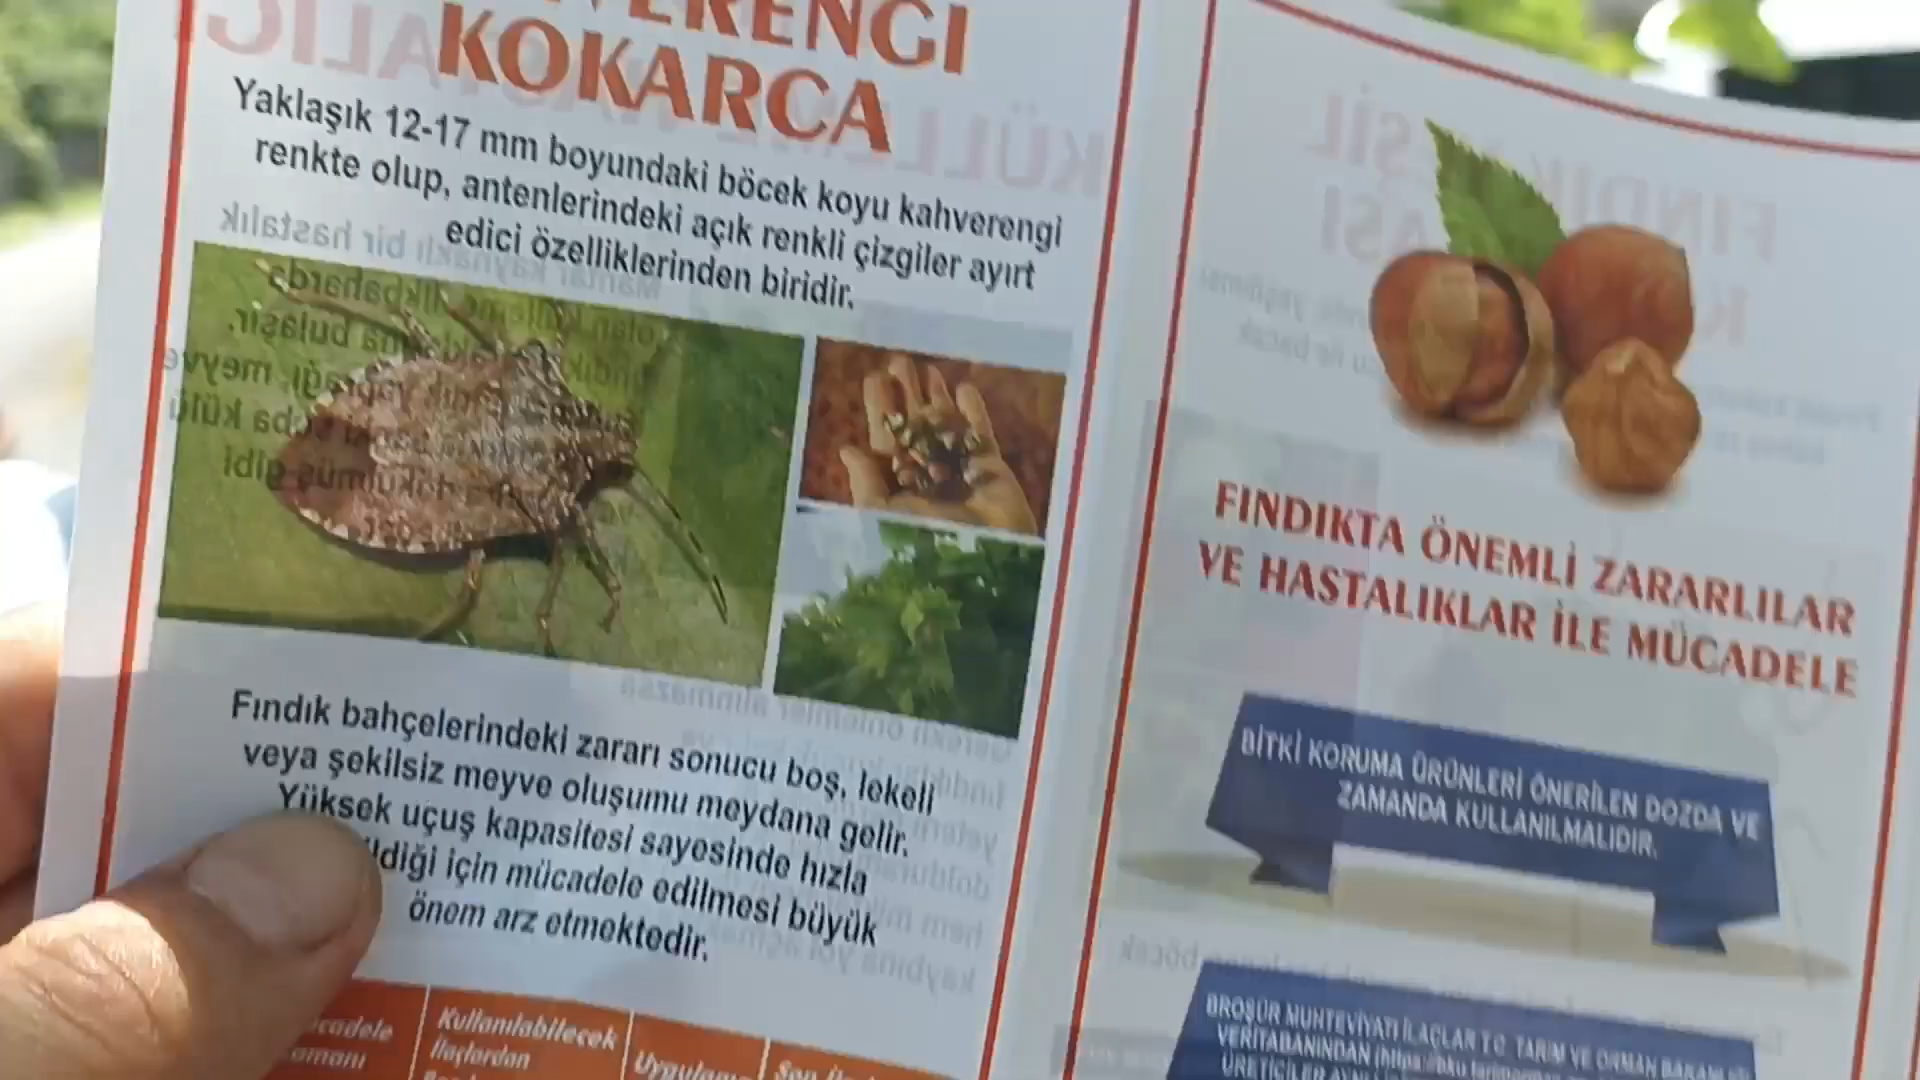 KOKARCA
Yaklaşık 12-17 mm boyundaki böcek koyu kahverengi
renkte olup, antenlerindeki açık renkli çizgiler ayırt
edici özelliklerinden biridir.
Fındık bahçelerindeki zararı sonucu boş, lekeli
veya şekilsiz meyve oluşumu meydana gelir.
Yüksek uçuş kapasitesi sayesinde hızla
için mücadele edilmesi büyük
önem arz etmektedir.
Kullanılabilecek
İlaçlardan
FINDIKTA ÖNEMLİ ZARARLILAR
VE HASTALIKLAR İLE MÜCADELE
BİTKİ KORUMA ÜRÜNLERİ ÖNERİLEN DOZDA VE
ZAMANDA KULLANILMALIDIR.
BROŞÜR MUHTEVİYATI İLAÇLAR T.C. TARIM VE ORMAN
VERİTABANINDAN